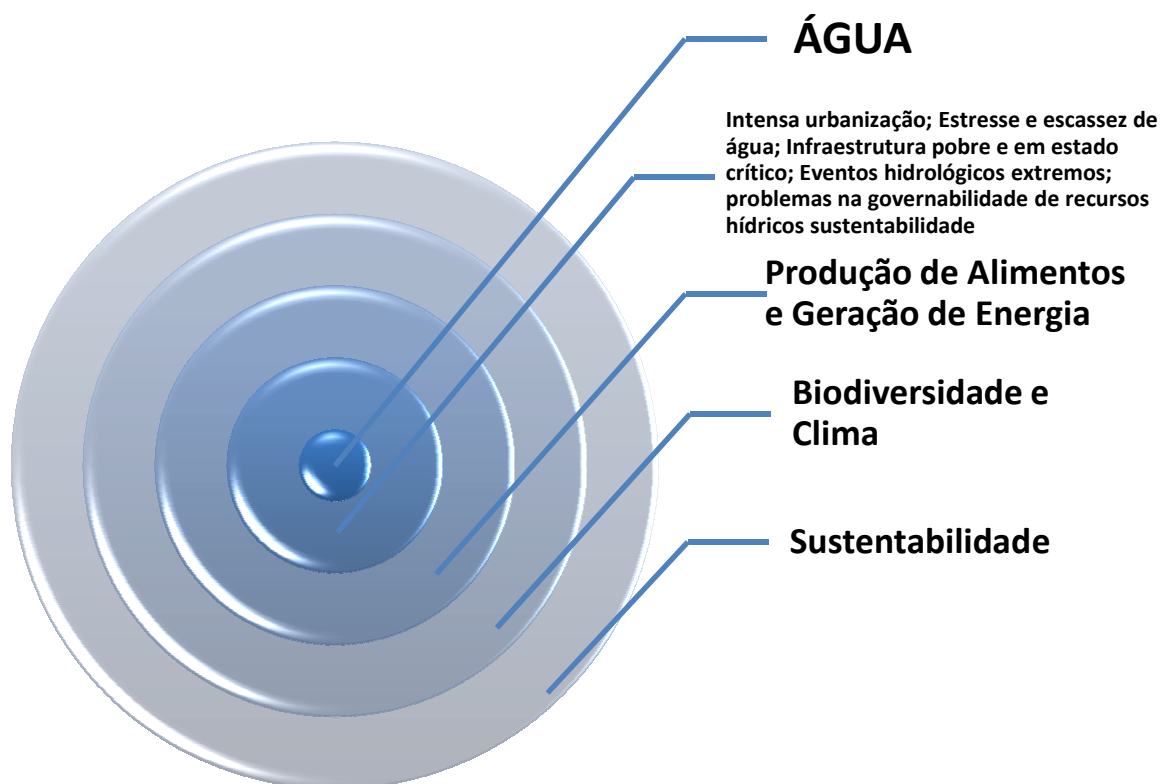 ÁGUA
Intensa urbanização; Estresse e escassez de
água; Infraestrutura pobre e em estado
crítico; Eventos hidrológicos extremos;
problemas na governabilidade de recursos
hídricos sustentabilidade
Produção de Alimentos
e Geração de Energia
Biodiversidade e
Clima
Sustentabilidade